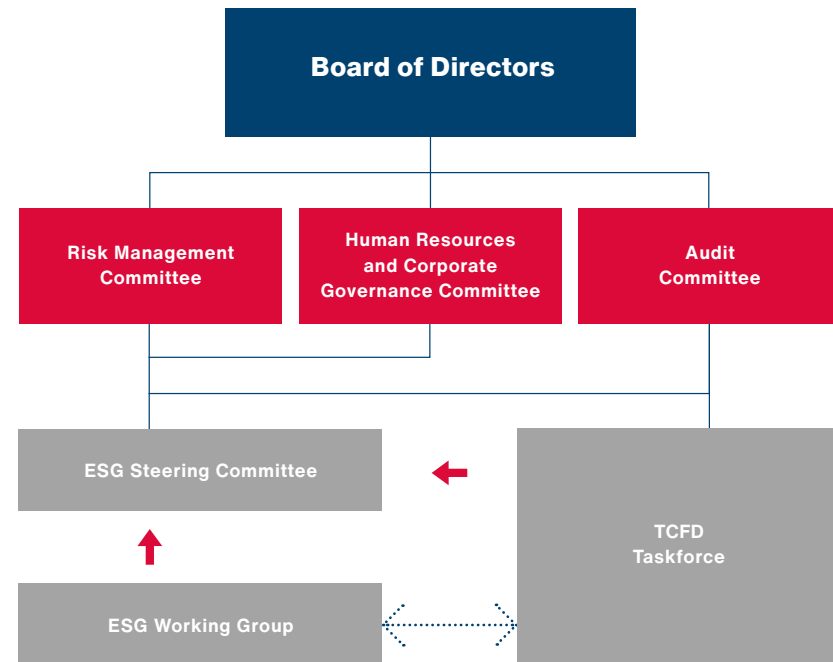 Board of Directors
Risk Management
Committee
Human Resources
and Corporate
Governance Committee
Audit
Committee
ESG Steering Committee
TCFD
Taskforce
ESG Working Group